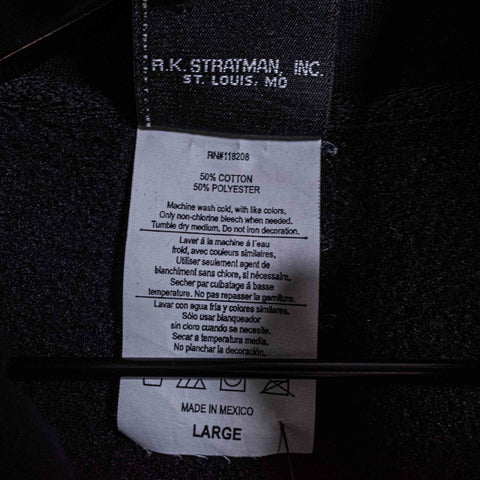 R.K. STRATMAN, INC.
ST. LOUIS, MO
RN#118208
50% COTTON
50% POLYESTER
Machine wash cold, with like colors.
Only non-chlorine bleach when needed.
Tumble dry medium. Do not iron decoration.
Laver á la machine á l'eau
froid, avec couleurs similaires.
Utiliser seulement agent de
blanchiment sans chlore, si nécessaire.
Secher par culbatage á basse
temperature. No pas repasser la garniture.
Lavar con agua fría y colores similares.
Sólo usar blanqueador
sin cloro cuando se necesite.
Secar a temperatura media.
No planchar la decoración.
MADE IN MEXICO
LARGE